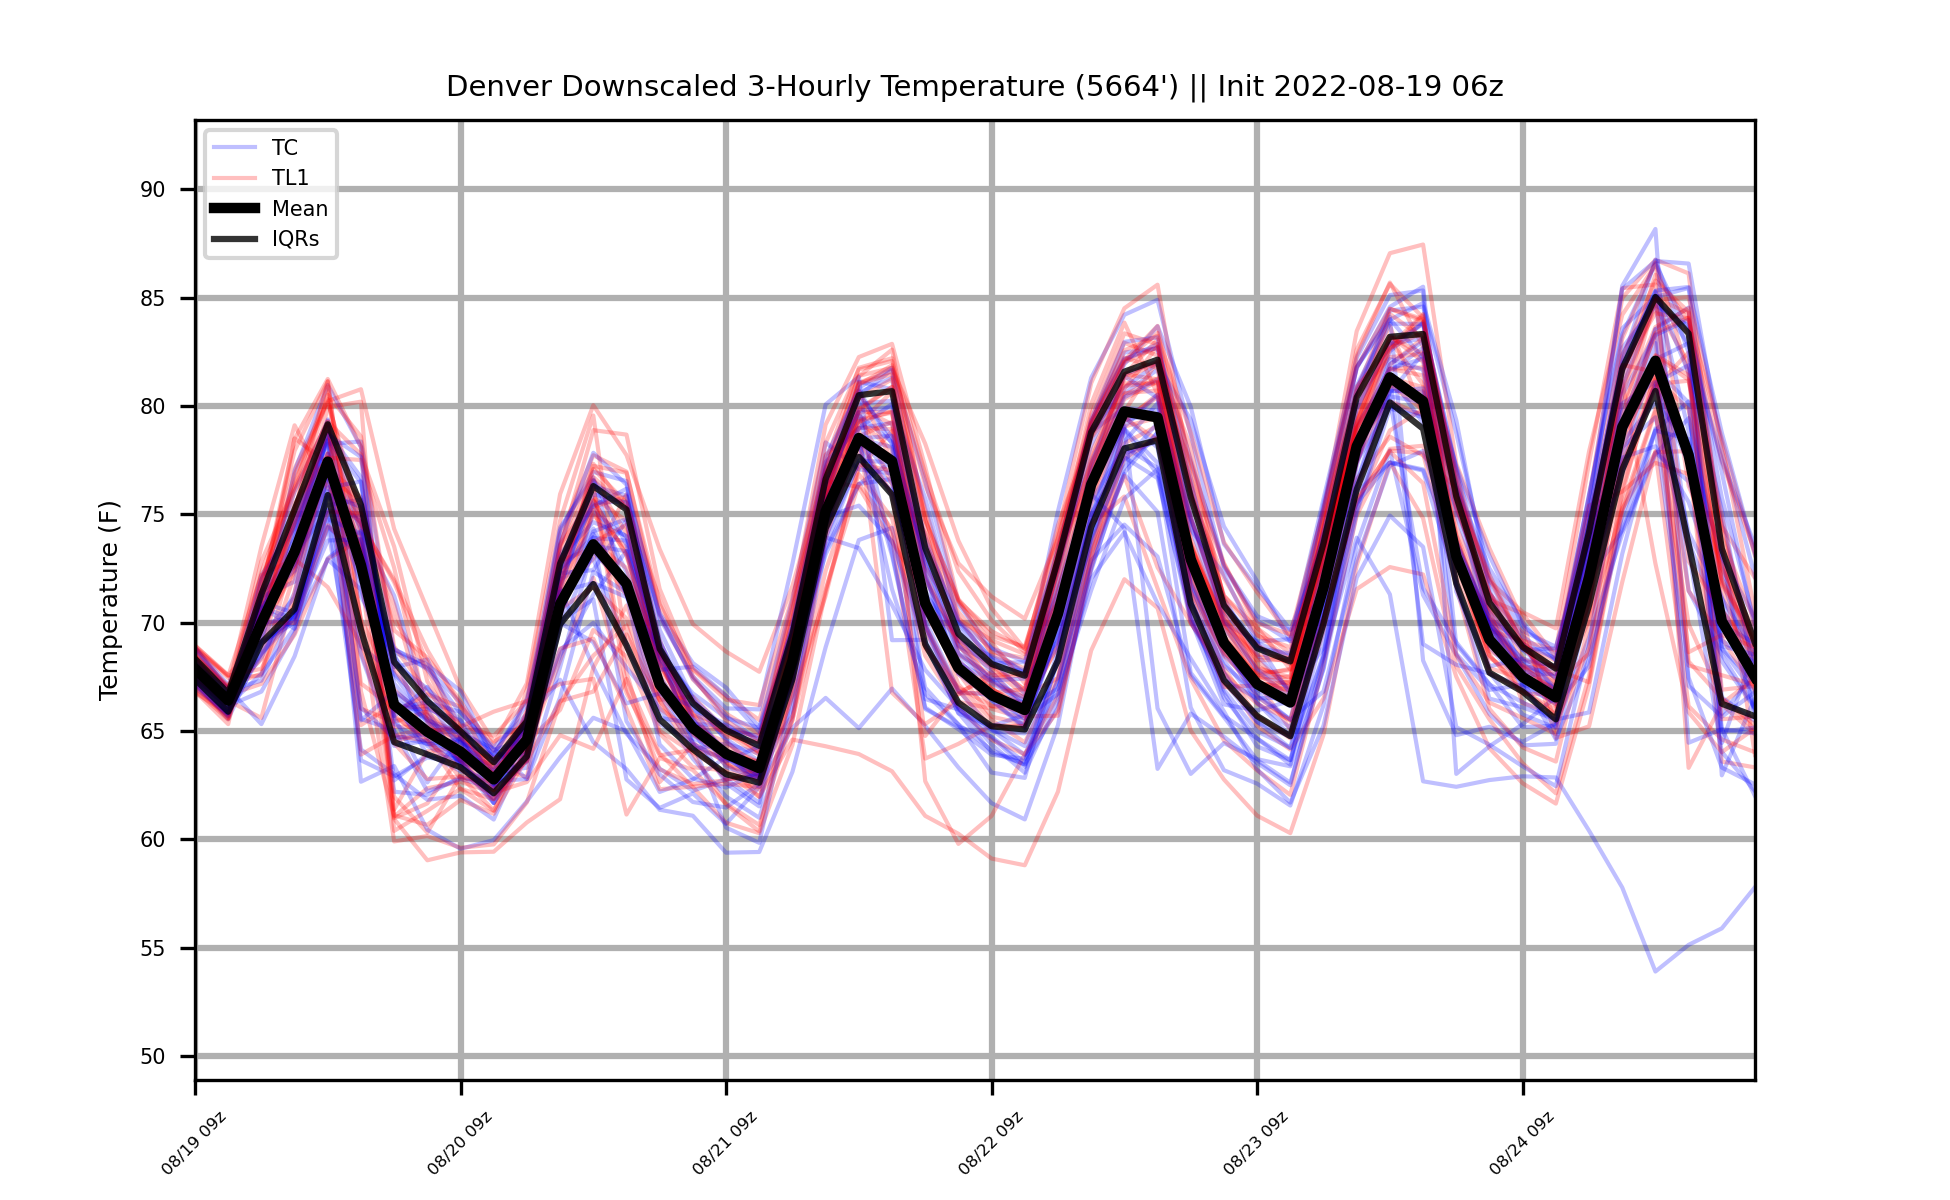 Denver Downscaled 3-Hourly Temperature (5664') || Init 2022-08-19 06z
TC
TL1
Mean
IQRs
Temperature (F)
90
85
80
75
70
65
60
55
50
08/19 09z
08/20 09z
08/21 09z
08/22 09z
08/23 09z
08/24 09z